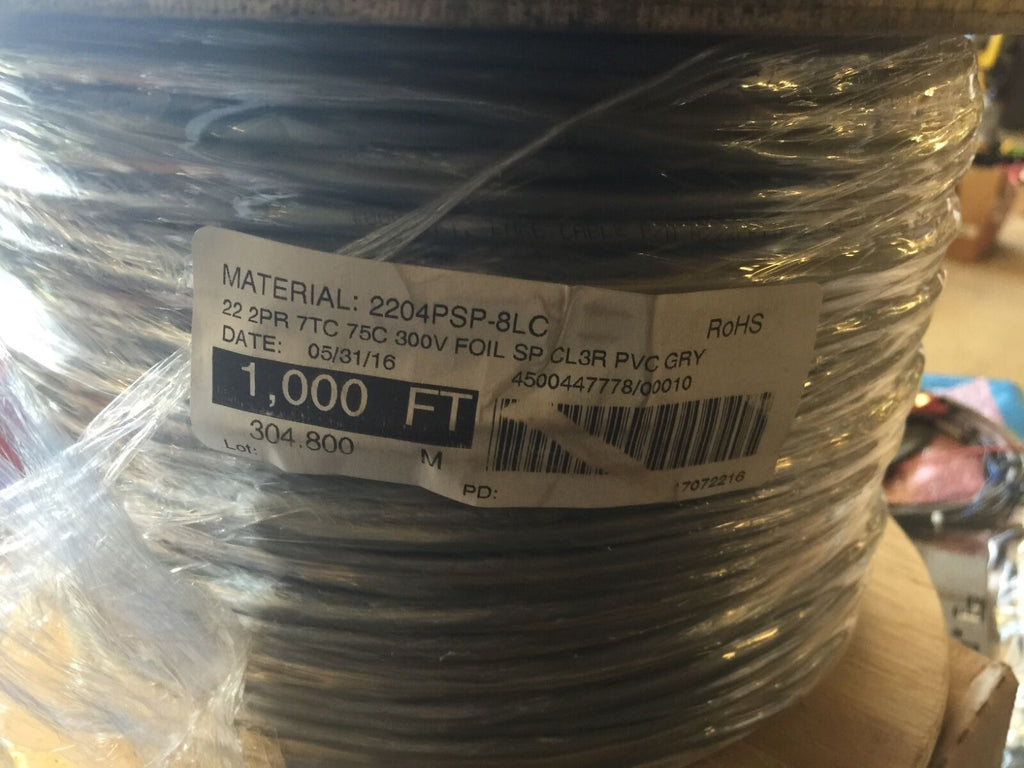 MATERIAL: 2204PSP-8LC
RoHS
22 2PR 7TC 75C 300V FOIL SP CL3R PVC GRY
DATE: 05/31/16
4500447778/00010
1,000 FT
304.800 M
Lot:
PD:
17072216